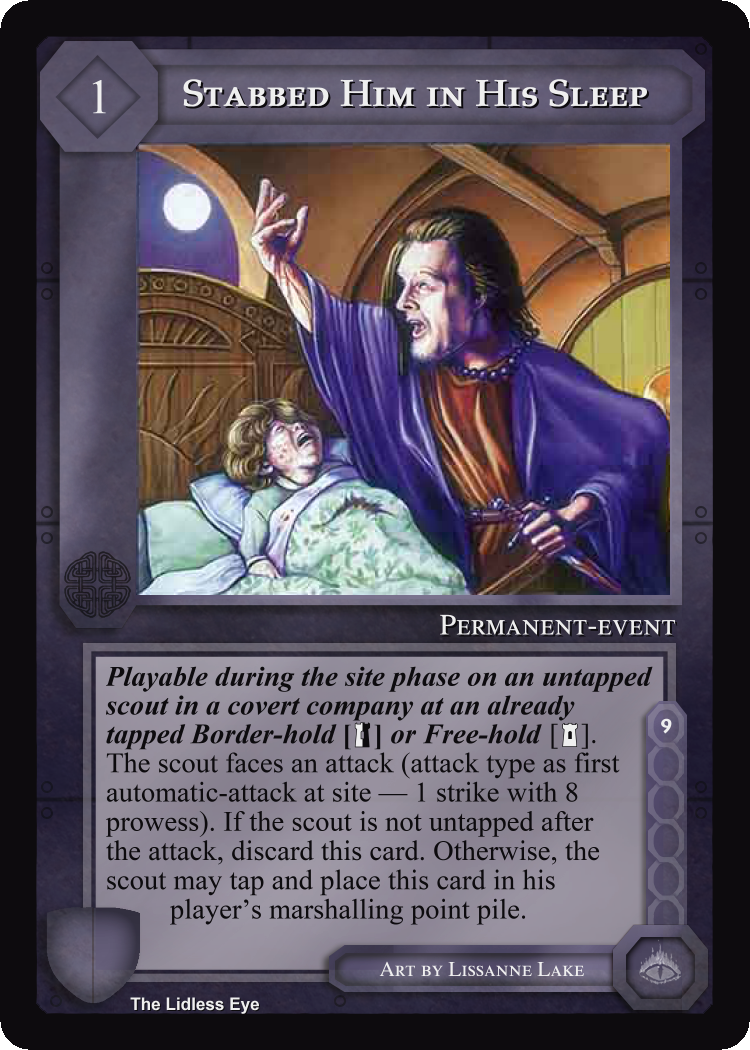 1
Stabbed Him in His Sleep
Permanent-event
Playable during the site phase on an untapped
scout in a covert company at an already
tapped Border-hold [ ] or Free-hold [ ].
The scout faces an attack (attack type as first
automatic-attack at site — 1 strike with 8
prowess). If the scout is not untapped after
the attack, discard this card. Otherwise, the
scout may tap and place this card in his
player's marshalling point pile.
9
Art by Lissanne Lake
The Lidless Eye